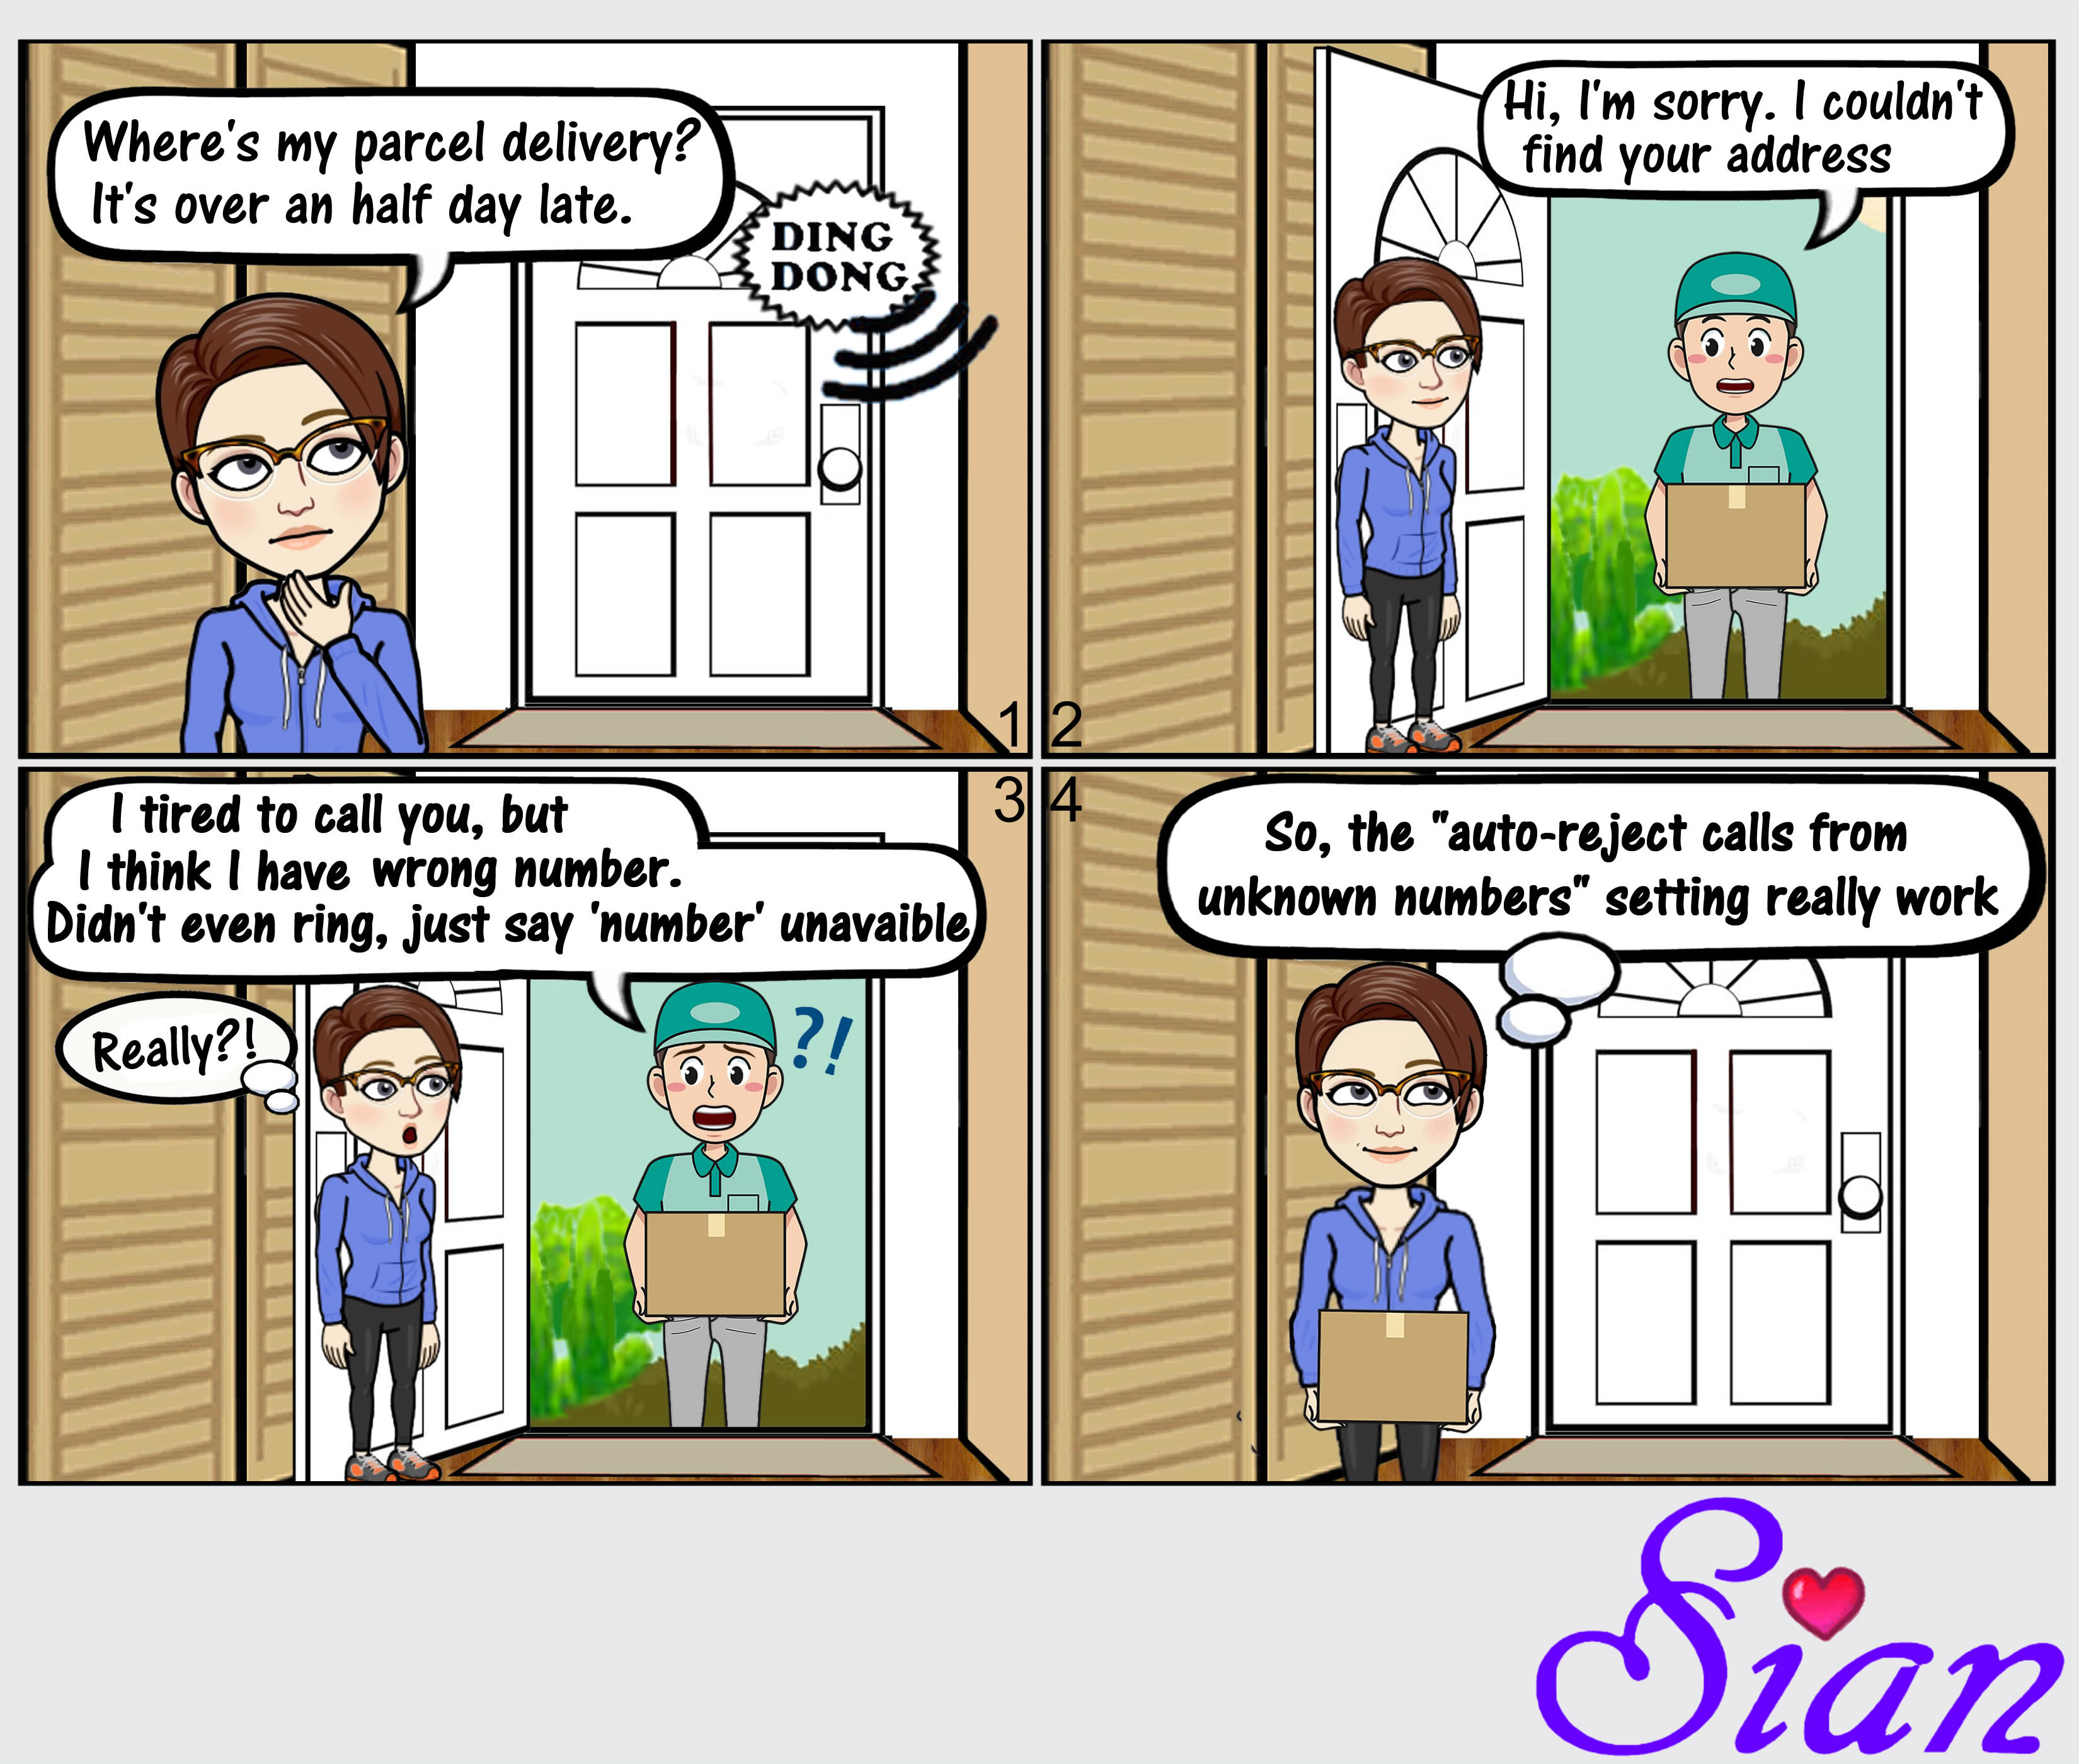 Where's my parcel delivery?
It's over an half day late.
DING
DONG
1
2
Hi, I'm sorry. I couldn't
find your address
3
I tired to call you, but
I think I have wrong number.
Didn't even ring, just say 'number' unavaible
Really?!
?!
4
So, the "auto-reject calls from
unknown numbers" setting really work
Sian